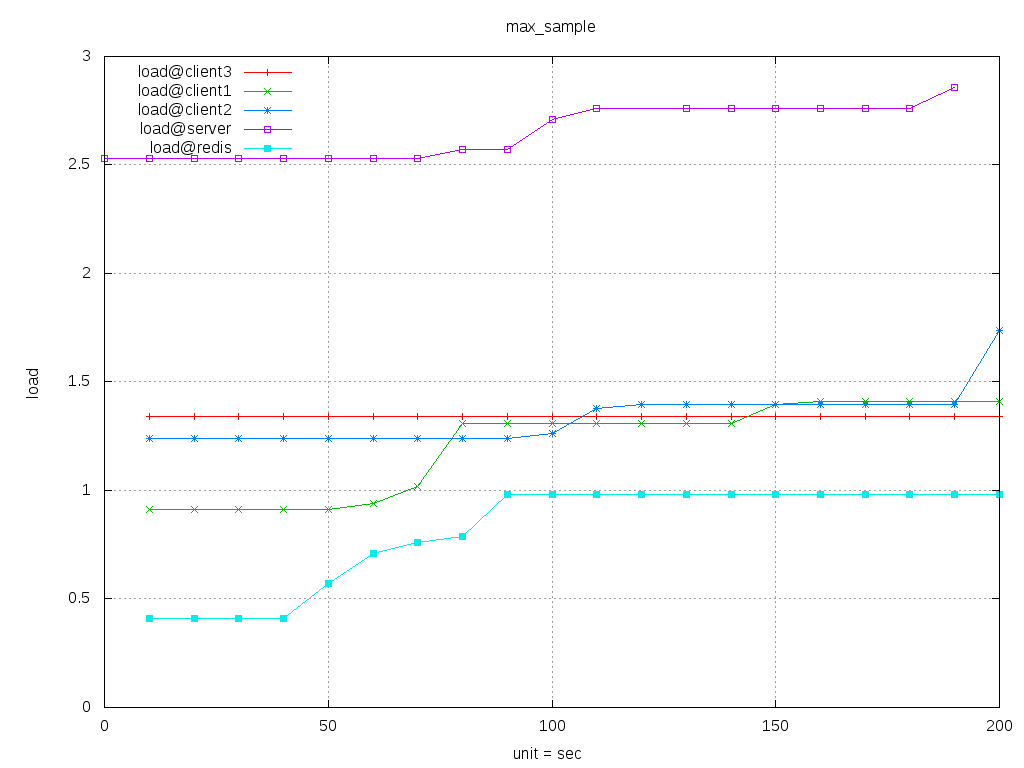 max_sample
load@client3
load@client1
load@client2
load@server
load@redis
3
2.5
2
1.5
1
0.5
0
load
0 50 100 150 200
unit = sec